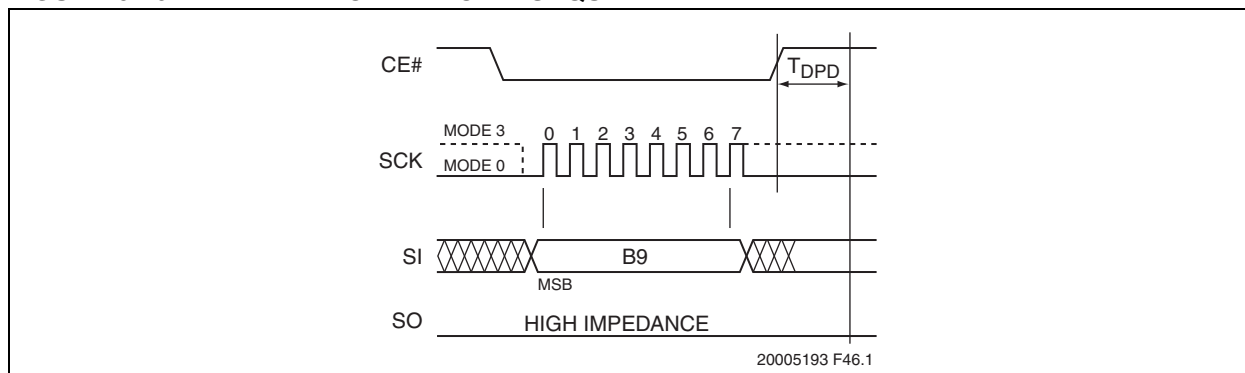 CE#
TDPD
MODE 3
0 1 2 3 4 5 6 7
SCK
MODE 0
SI
B9
MSB
SO
HIGH IMPEDANCE
20005193 F46.1